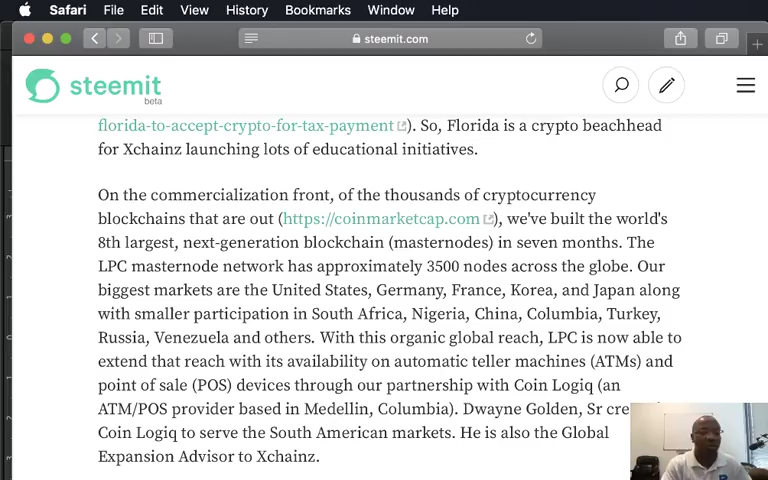 Safari File Edit View History Bookmarks Window Help
steemit.com
steemit
beta
florida-to-accept-crypto-for-tax-payment). So, Florida is a crypto beachhead
for Xchainz launching lots of educational initiatives.
On the commercialization front, of the thousands of cryptocurrency
blockchains that are out (https://coinmarketcap.com), we've built the world's
8th largest, next-generation blockchain (masternodes) in seven months. The
LPC masternode network has approximately 3500 nodes across the globe. Our
biggest markets are the United States, Germany, France, Korea, and Japan along
with smaller participation in South Africa, Nigeria, China, Columbia, Turkey,
Russia, Venezuela and others. With this organic global reach, LPC is now able to
extend that reach with its availability on automatic teller machines (ATMs) and
point of sale (POS) devices through our partnership with Coin Logiq (an
ATM/POS provider based in Medellin, Columbia). Dwayne Golden, Sr
Coin Logiq to serve the South American markets. He is also the Global
Expansion Advisor to Xchainz.